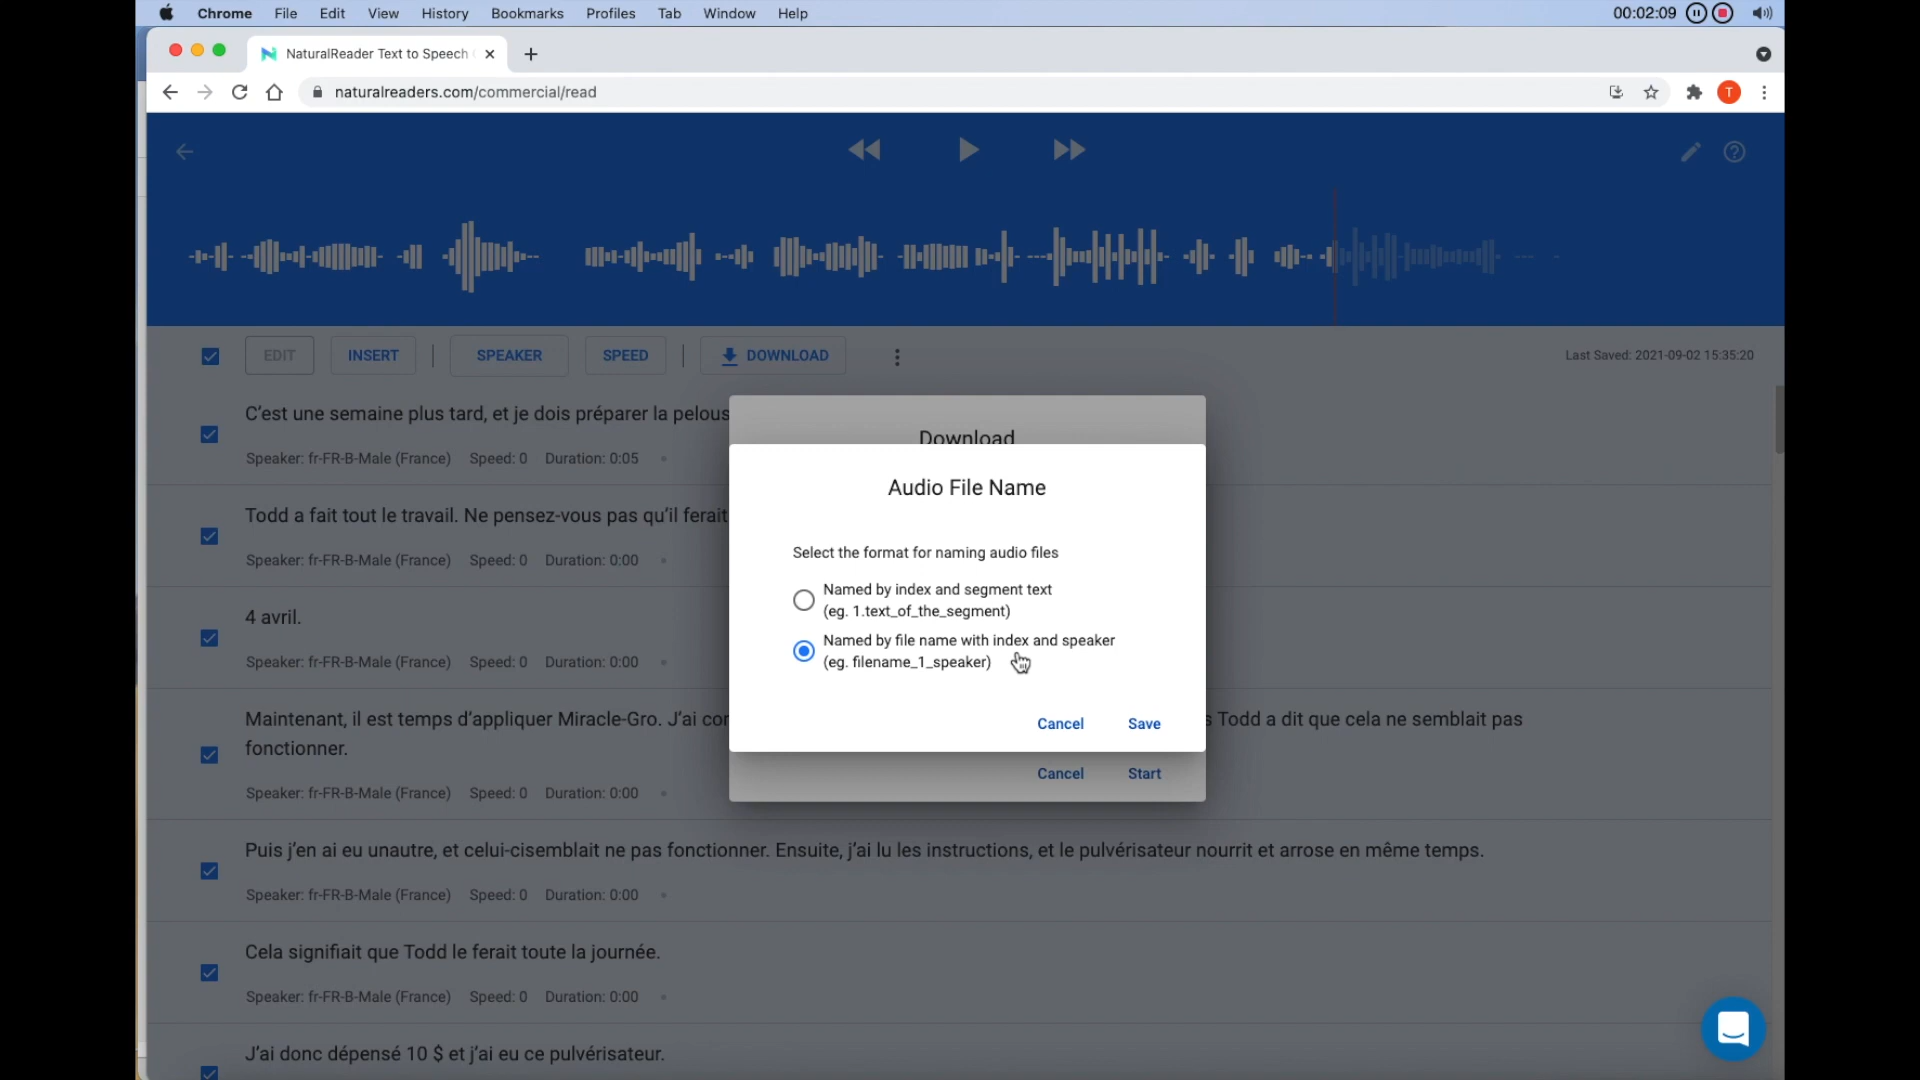 Chrome File Edit View History Bookmarks Profiles Tab Window Help 00:02:09
NaturalReader Text to Speech
naturalreaders.com/commercial/read T
EDIT INSERT SPEAKER SPEED DOWNLOAD Last Saved: 2021-09-02 15:35:20
C'est une semaine plus tard, et je dois préparer la
Speaker: fr-FR-B-Male (France) Speed: 0 Duration: 0:05
Todd a fait tout le travail. Ne pensez-vous pas qu'il ferait
Speaker: fr-FR-B-Male (France) Speed: 0 Duration: 0:00
4 avril.
Speaker: fr-FR-B-Male (France) Speed: 0 Duration: 0:00
Maintenant, il est temps d'appliquer Miracle-Gro. J'ai
Todd a dit que cela ne semblait pas
fonctionner.
Speaker: fr-FR-B-Male (France) Speed: 0 Duration: 0:00
Puis j'en ai eu unautre, et celui-cisemblait ne pas fonctionner. Ensuite, j'ai lu les instructions, et le pulvérisateur nourrit et arrose en même temps.
Speaker: fr-FR-B-Male (France) Speed: 0 Duration: 0:00
Cela signifiait que Todd le ferait toute la journée.
Speaker: fr-FR-B-Male (France) Speed: 0 Duration: 0:00
J'ai donc dépensé 10 $ et j'ai eu ce pulvérisateur.
Download
Audio File Name
Select the format for naming audio files
Named by index and segment text
(eg. 1.text_of_the_segment)
Named by file name with index and speaker
(eg. filename_1_speaker)
Cancel Save
Cancel Start